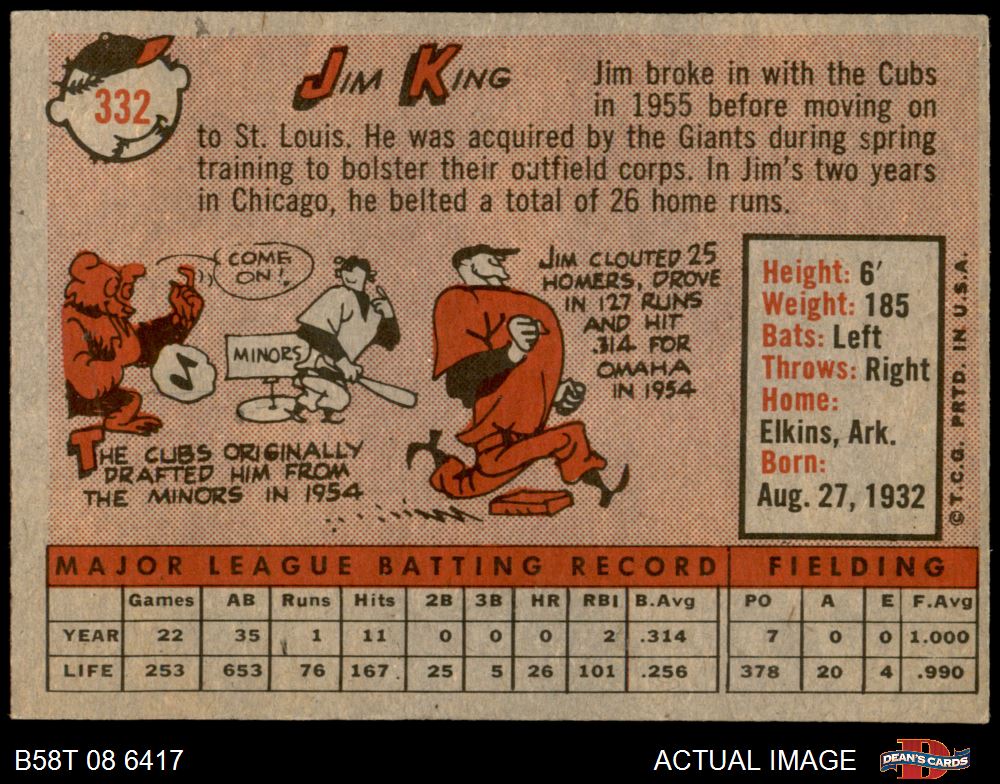 332
JIM KING
Jim broke in with the Cubs
in 1955 before moving on
to St. Louis. He was acquired by the Giants during spring
training to bolster their outfield corps. In Jim's two years
in Chicago, he belted a total of 26 home runs.
COME
ON!
MINORS
THE CUBS ORIGINALLY
DRAFTED HIM FROM
THE MINORS IN 1954
JIM CLOUTED 25
HOMERS, DROVE
IN 127 RUNS
AND HIT
.314 FOR
OMAHA
IN 1954
Height: 6'
Weight: 185
Bats: Left
Throws: Right
Home:
Elkins, Ark.
Born:
Aug. 27, 1932
© T.C.G. PRTD. IN U.S.A.
MAJOR LEAGUE BATTING RECORD FIELDING
Games AB Runs Hits 2B 3B HR RBI B.Avg PO A E F.Avg
YEAR 22 35 1 11 0 0 0 2 .314 7 0 0 1.000
LIFE 253 653 76 167 25 5 26 101 .256 378 20 4 .990
B58T 08 6417 ACTUAL IMAGE DEAN'S CARDS